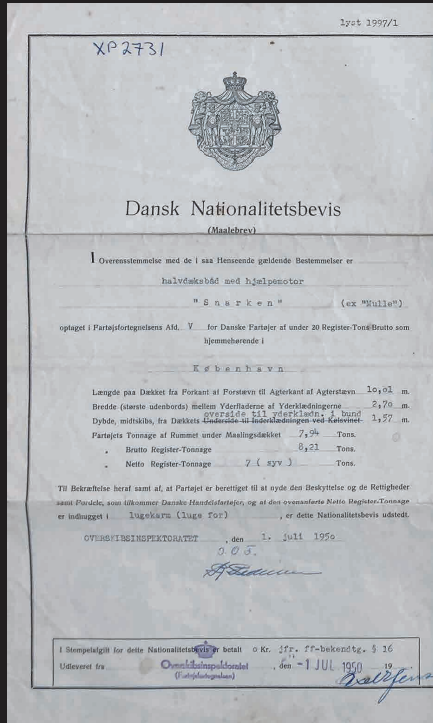 lyst 1997/1
XP2731
Dansk Nationalitetsbevis
(Maalebrev)
I Overensstemmelse med de i saa Henseende gældende Bestemmelser er
halvdæksbåd med hjælpemotor
"Snarken" (ex "Mulle")
optaget i Fartøjsfortegnelsens Afd. V for Danske Fartøjer af under 20 Register-Tons Brutto som
hjemmehørende i
København
Længde paa Dækket fra Forkant af Forstævn til Agterkant af Agterstævn 10,01 m.
Bredde (største udenbords) mellem Yderfladerne af Yderklædningerne 2,70 m.
overside til yderklædn. i bund
Dybde, midtskibs, fra Dækkets Underside til Inderklædningen ved Kølsvinet 1,57 m.
Fartøjets Tonnage af Rummet under Maalingsdækket 7,94 Tons.
" Brutto Register-Tonnage 8,21 Tons.
" Netto Register-Tonnage 7 ( syv ) Tons.
Til Bekræftelse heraf samt af, at Fartøjet er berettiget til at nyde den Beskyttelse og de Rettigheder
samt Fordele, som tilkommer Danske Handelsfartøjer, og at den ovenanførte Netto Register-Tonnage
er indhugget i lugekarm (luge for) , er dette Nationalitetsbevis udstedt.
OVERSKIBSINSPEKTORATET , den 1. juli 1950
I Stempelafgift for dette Nationalitetsbevis er betalt 0 Kr. jfr. ff-bekendtg. § 16
Udleveret fra Overskibsinspektoratet , den -1 JUL 1950 19
(Fartøjsfortegnelsen)